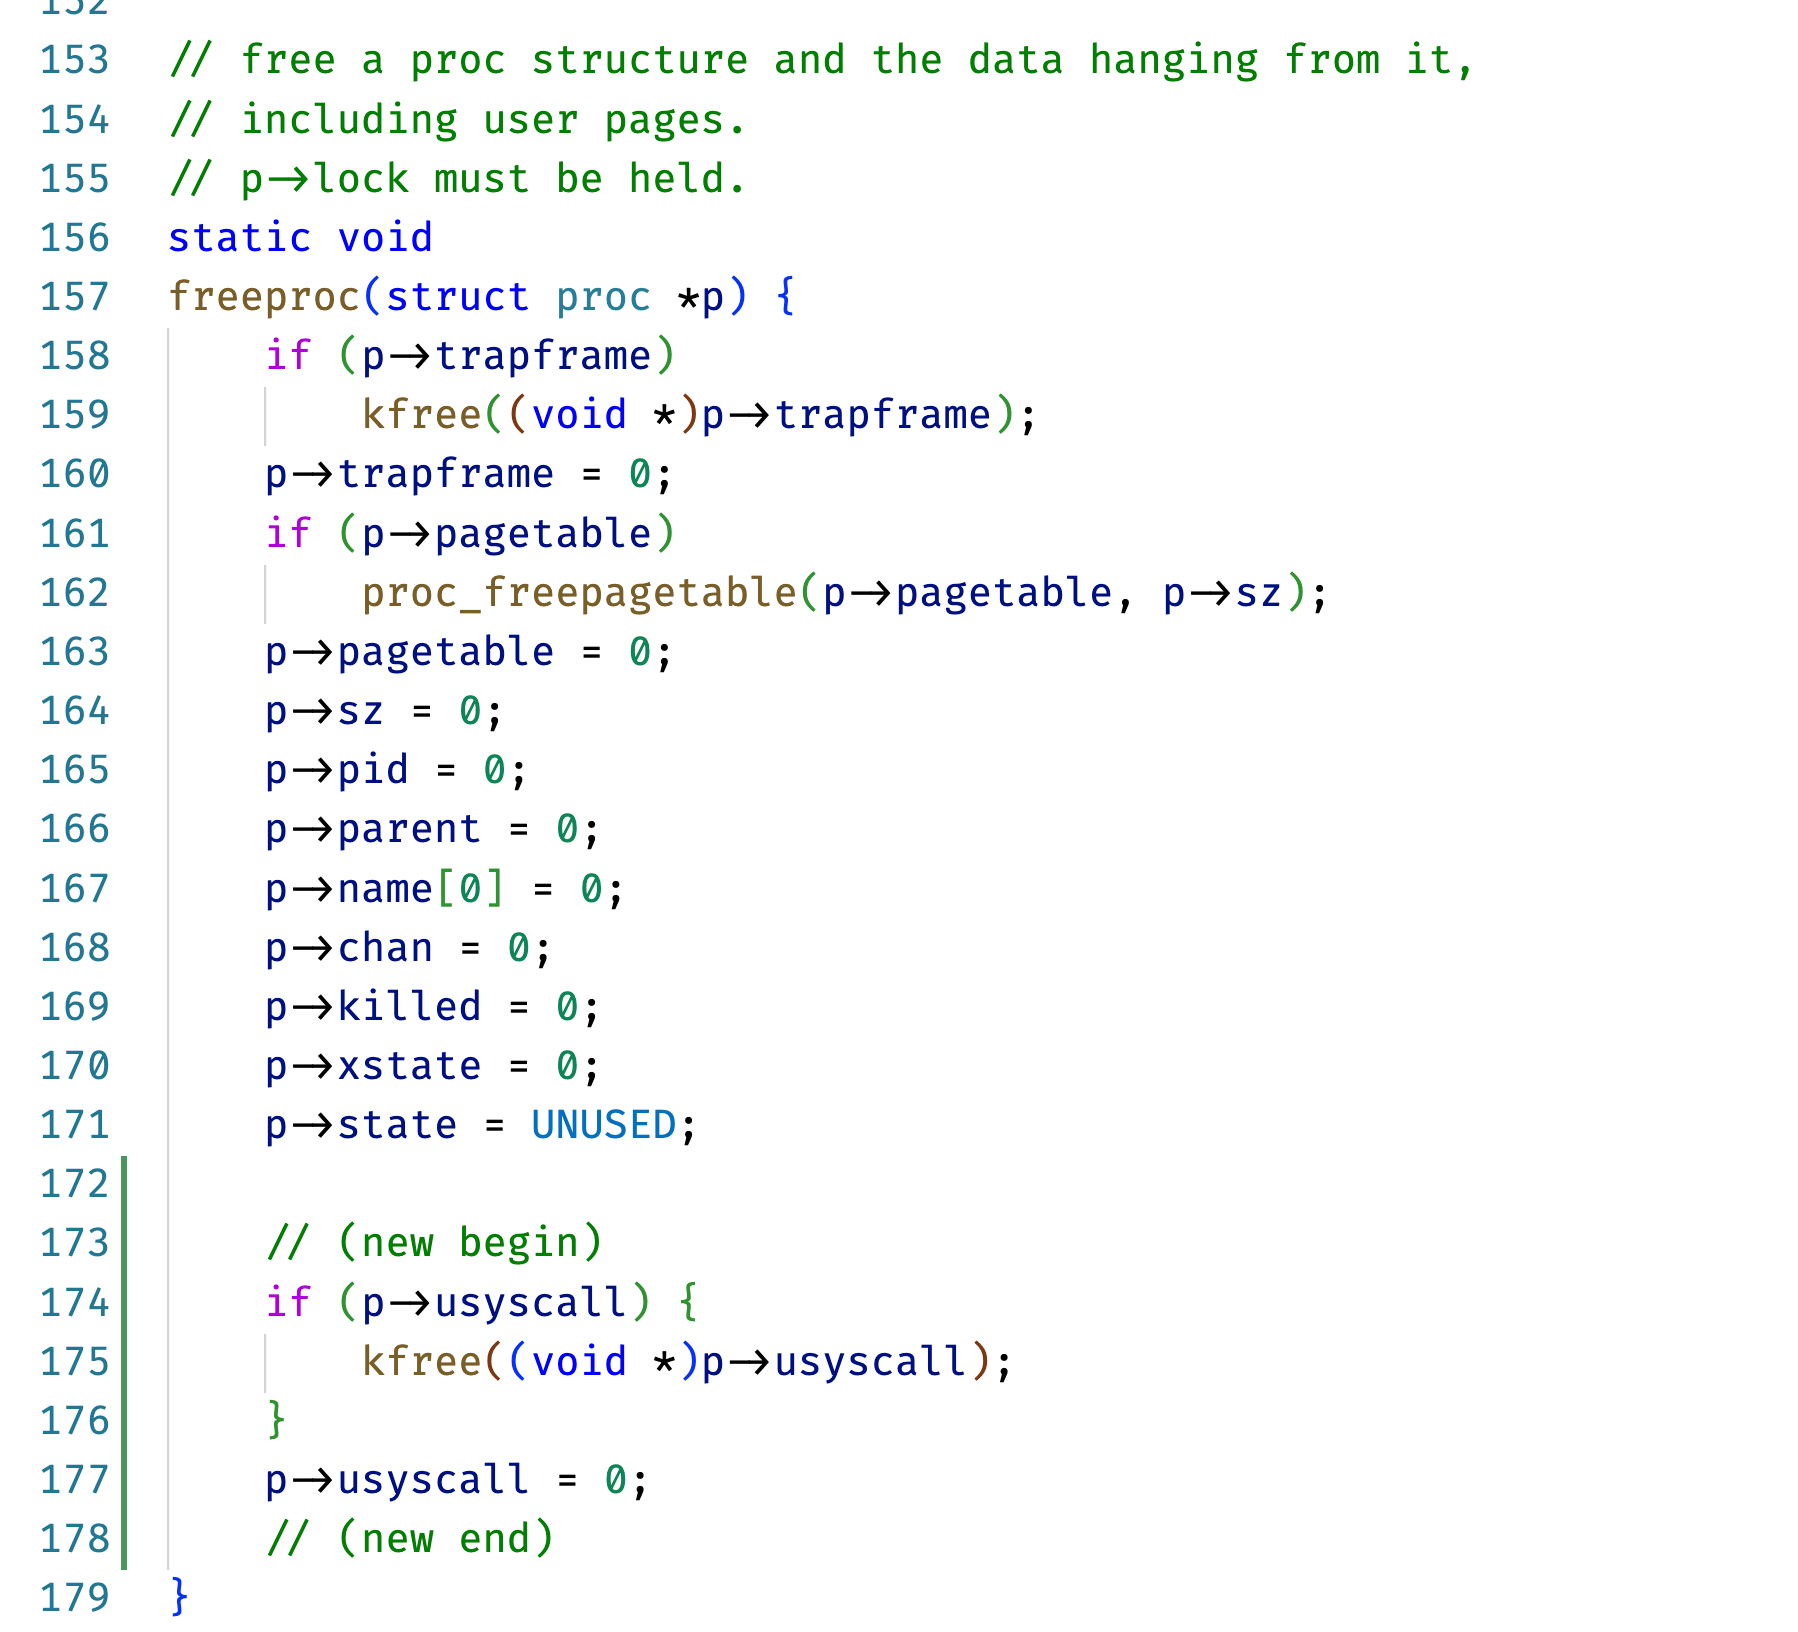 152
153 // free a proc structure and the data hanging from it,
154 // including user pages.
155 // p->lock must be held.
156 static void
157 freeproc(struct proc *p) {
158     if (p->trapframe)
159         kfree((void *)p->trapframe);
160     p->trapframe = 0;
161     if (p->pagetable)
162         proc_freepagetable(p->pagetable, p->sz);
163     p->pagetable = 0;
164     p->sz = 0;
165     p->pid = 0;
166     p->parent = 0;
167     p->name[0] = 0;
168     p->chan = 0;
169     p->killed = 0;
170     p->xstate = 0;
171     p->state = UNUSED;
172
173     // (new begin)
174     if (p->usyscall) {
175         kfree((void *)p->usyscall);
176     }
177     p->usyscall = 0;
178     // (new end)
179 }